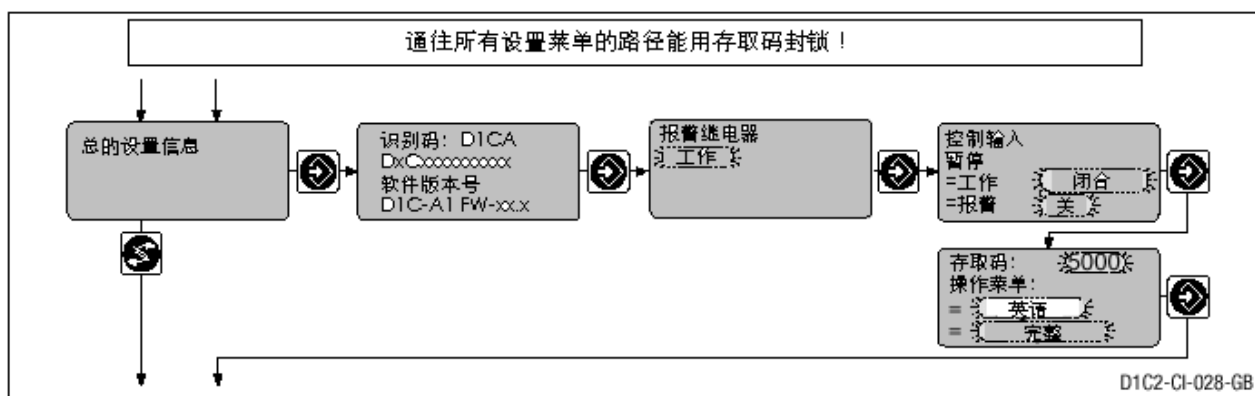 通往所有设置菜单的路径能用存取码封锁！
总的设置信息
识别码：D1CA
DxCxxxxxxxxxx
软件版本号
D1C-A1 FW-xx.x
报警继电器
工作
控制输入
暂停
=工作 闭合
=报警 关
存取码： 5000
操作菜单：
= 英语
= 完整
D1C2-CI-028-GB